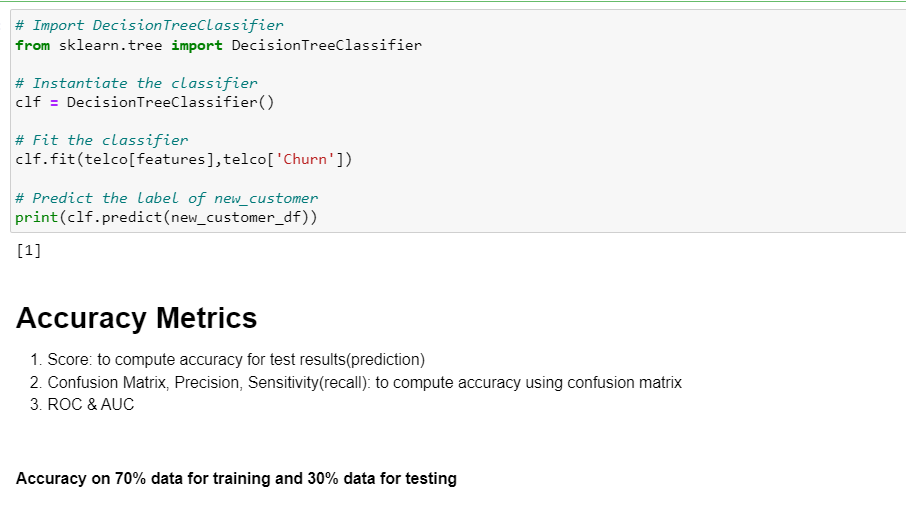 # Import DecisionTreeClassifier
from sklearn.tree import DecisionTreeClassifier
# Instantiate the classifier
clf = DecisionTreeClassifier()
# Fit the classifier
clf.fit(telco[features],telco['Churn'])
# Predict the label of new_customer
print(clf.predict(new_customer_df))
[1]
Accuracy Metrics
1. Score: to compute accuracy for test results(prediction)
2. Confusion Matrix, Precision, Sensitivity(recall): to compute accuracy using confusion matrix
3. ROC & AUC
Accuracy on 70% data for training and 30% data for testing